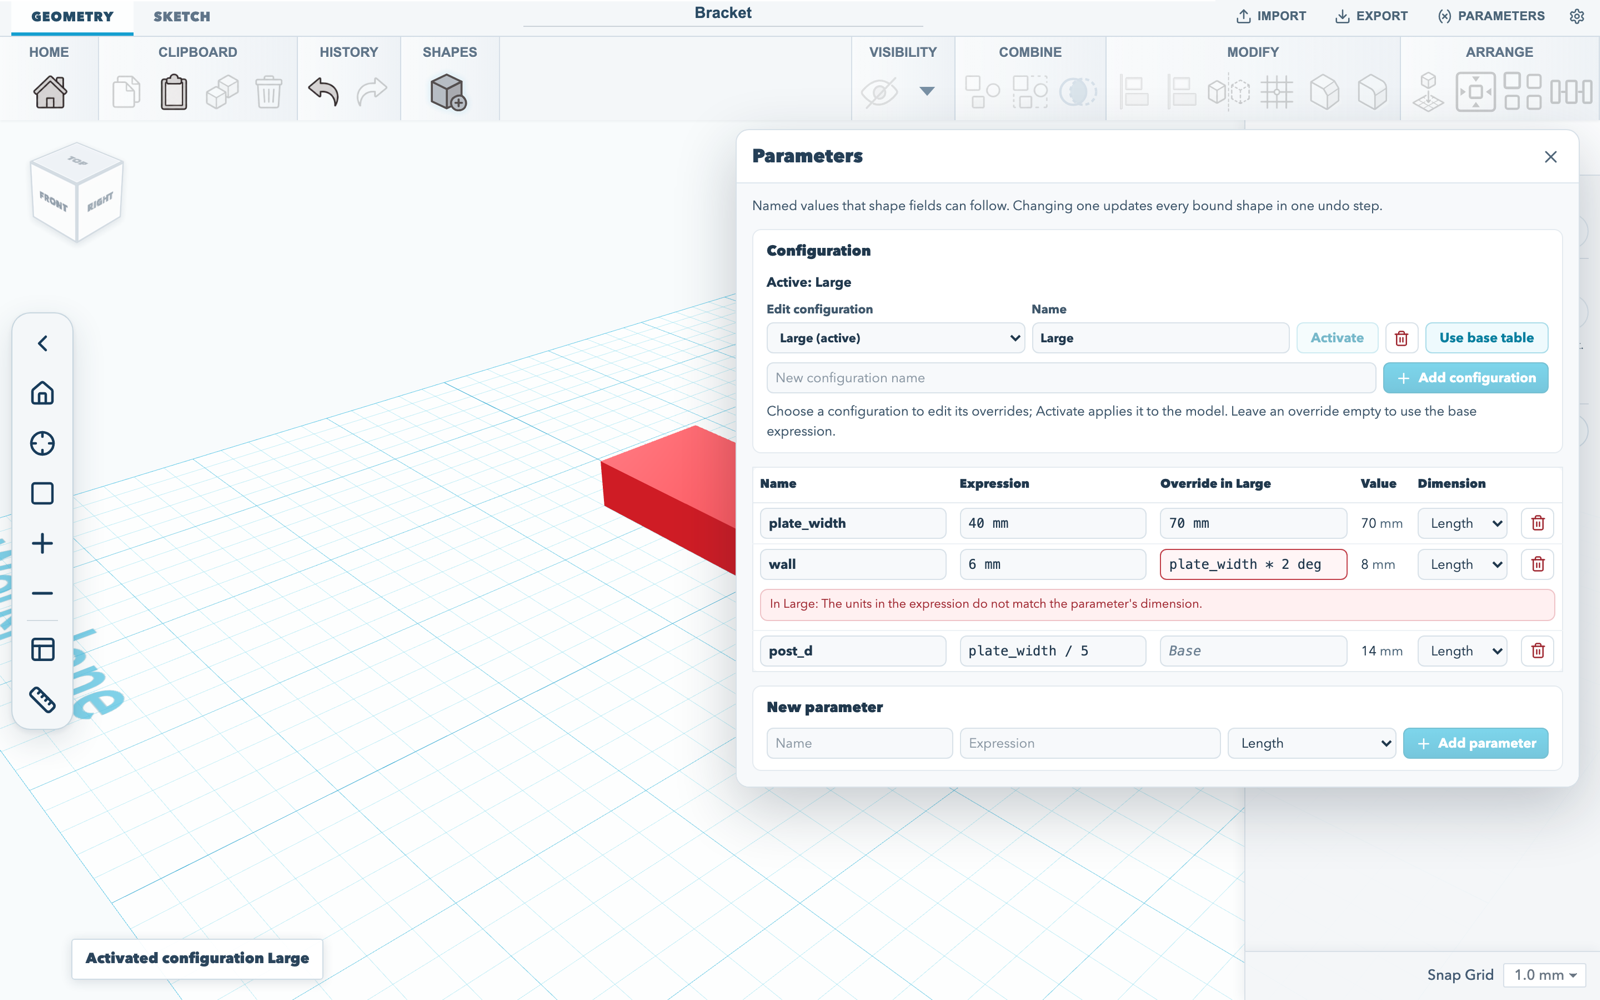 GEOMETRY
SKETCH
Bracket
IMPORT
EXPORT
PARAMETERS
HOME
CLIPBOARD
HISTORY
SHAPES
VISIBILITY
COMBINE
MODIFY
ARRANGE
TOP
FRONT
RIGHT
Parameters
Named values that shape fields can follow. Changing one updates every bound shape in one undo step.
Configuration
Active: Large
Edit configuration
Name
Large (active)
Large
Activate
Use base table
New configuration name
+ Add configuration
Choose a configuration to edit its overrides; Activate applies it to the model. Leave an override empty to use the base
expression.
Name Expression Override in Large Value Dimension
plate_width 40 mm 70 mm 70 mm Length
wall 6 mm plate_width * 2 deg 8 mm Length
In Large: The units in the expression do not match the parameter's dimension.
post_d plate_width / 5 Base 14 mm Length
New parameter
Name Expression Length + Add parameter
Activated configuration Large
Snap Grid 1.0 mm